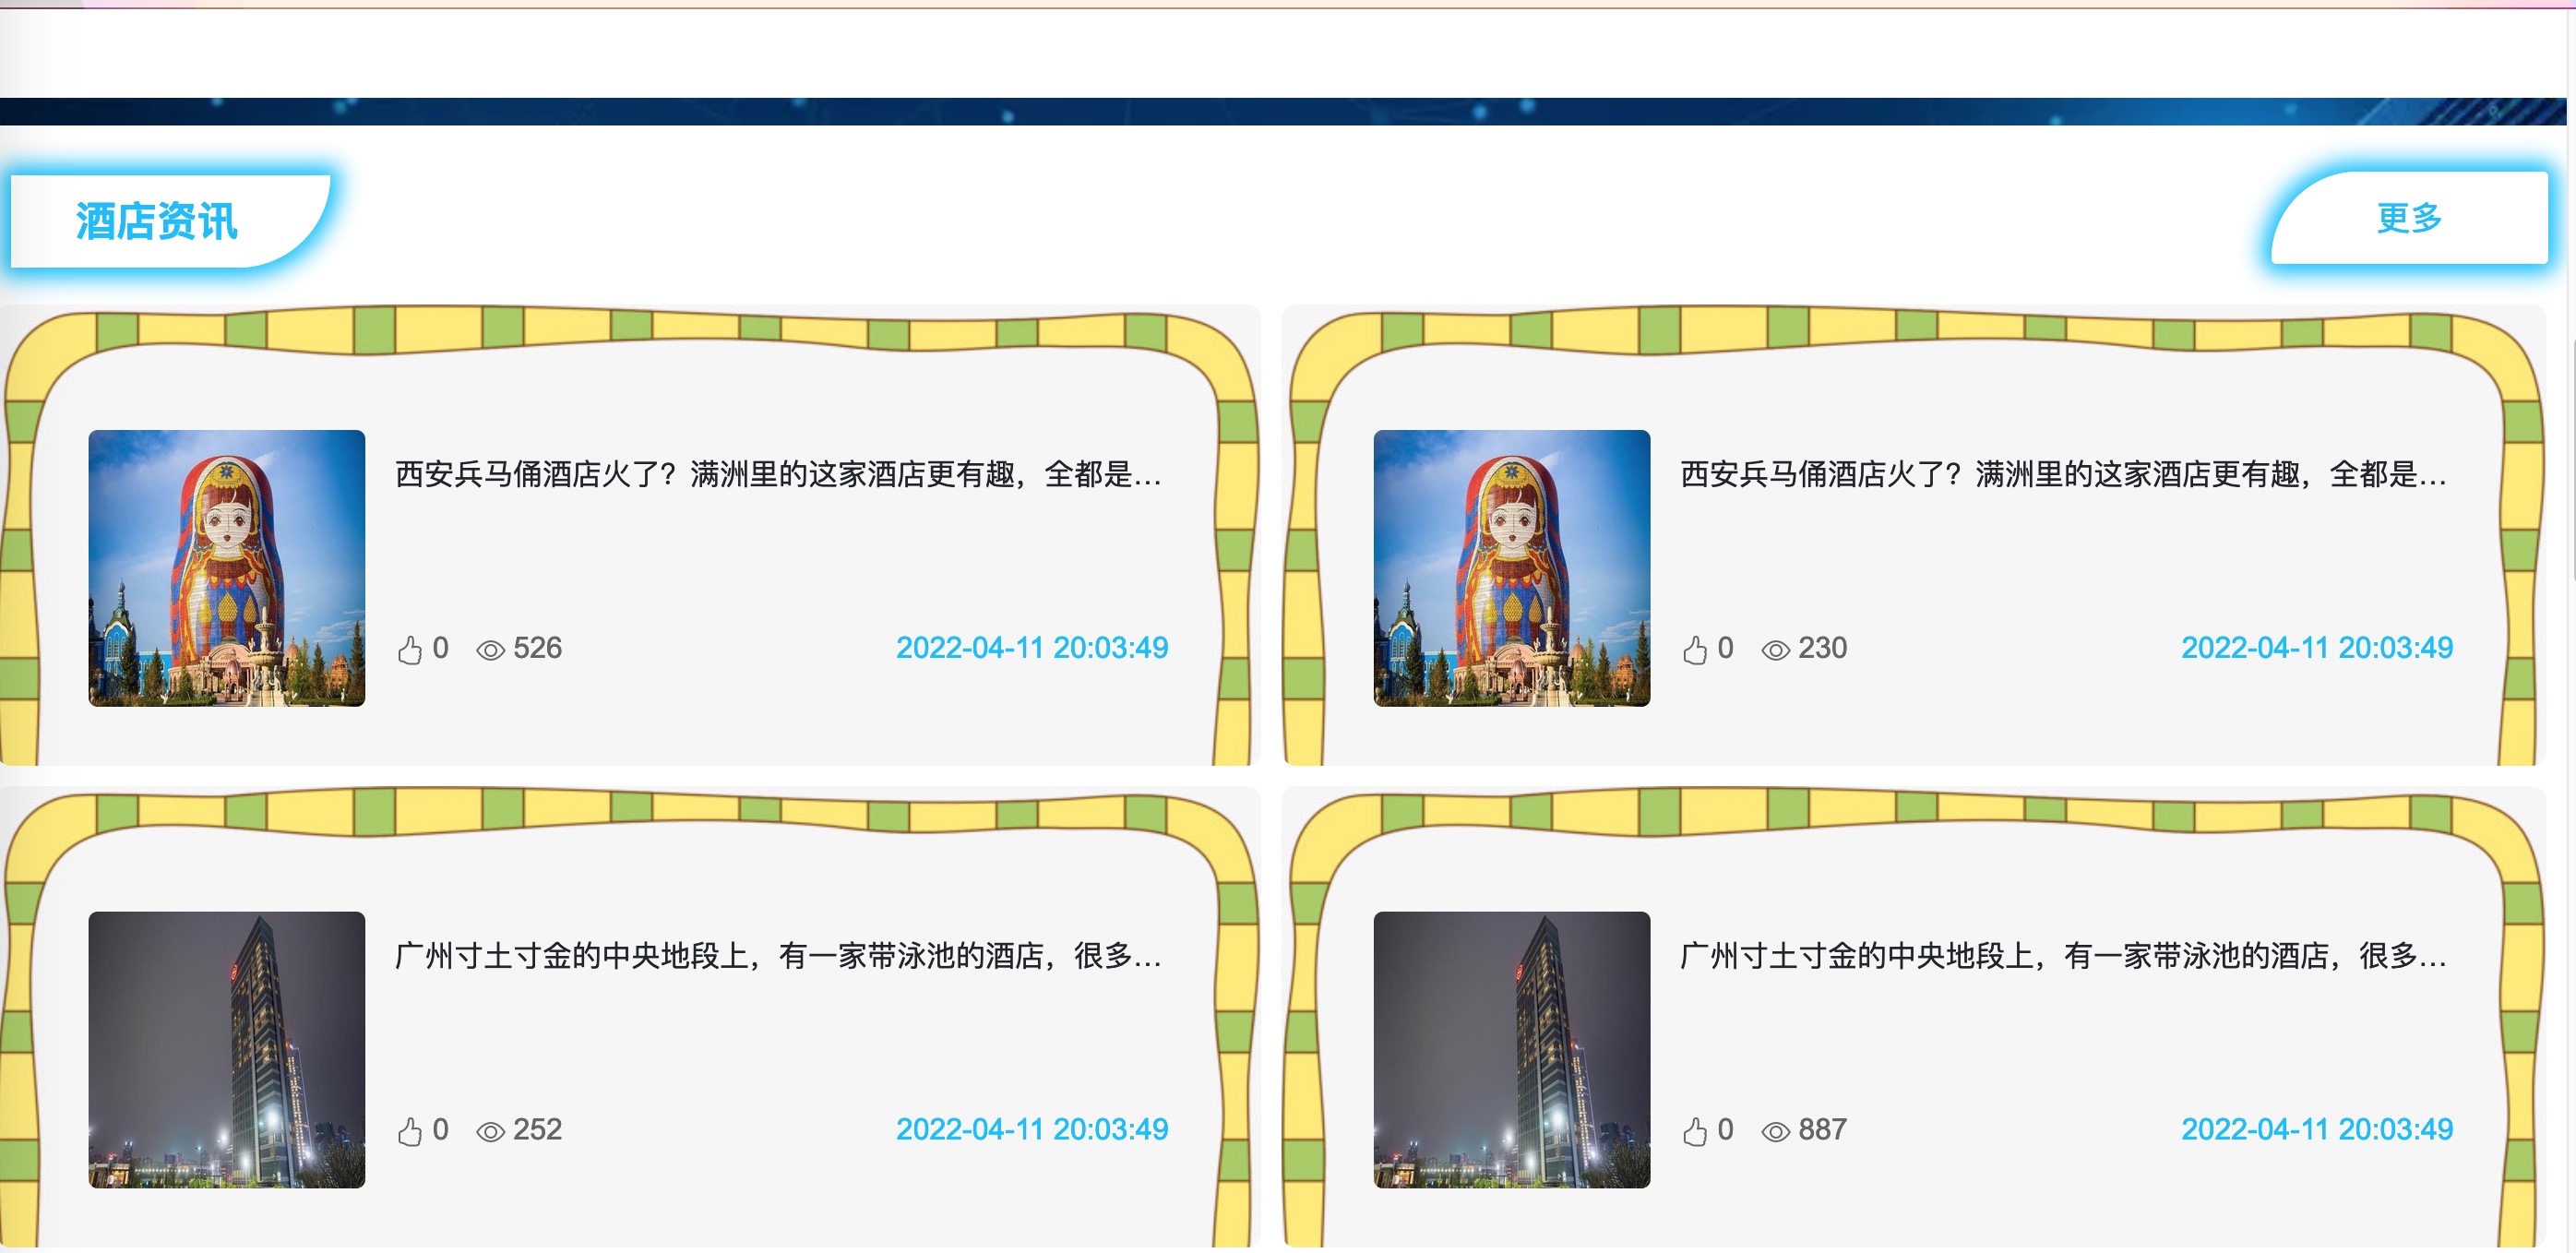 酒店资讯
更多
西安兵马俑酒店火了？满洲里的这家酒店更有趣，全都是...
0 526 2022-04-11 20:03:49
西安兵马俑酒店火了？满洲里的这家酒店更有趣，全都是...
0 230 2022-04-11 20:03:49
广州寸土寸金的中央地段上，有一家带泳池的酒店，很多...
0 252 2022-04-11 20:03:49
广州寸土寸金的中央地段上，有一家带泳池的酒店，很多...
0 887 2022-04-11 20:03:49